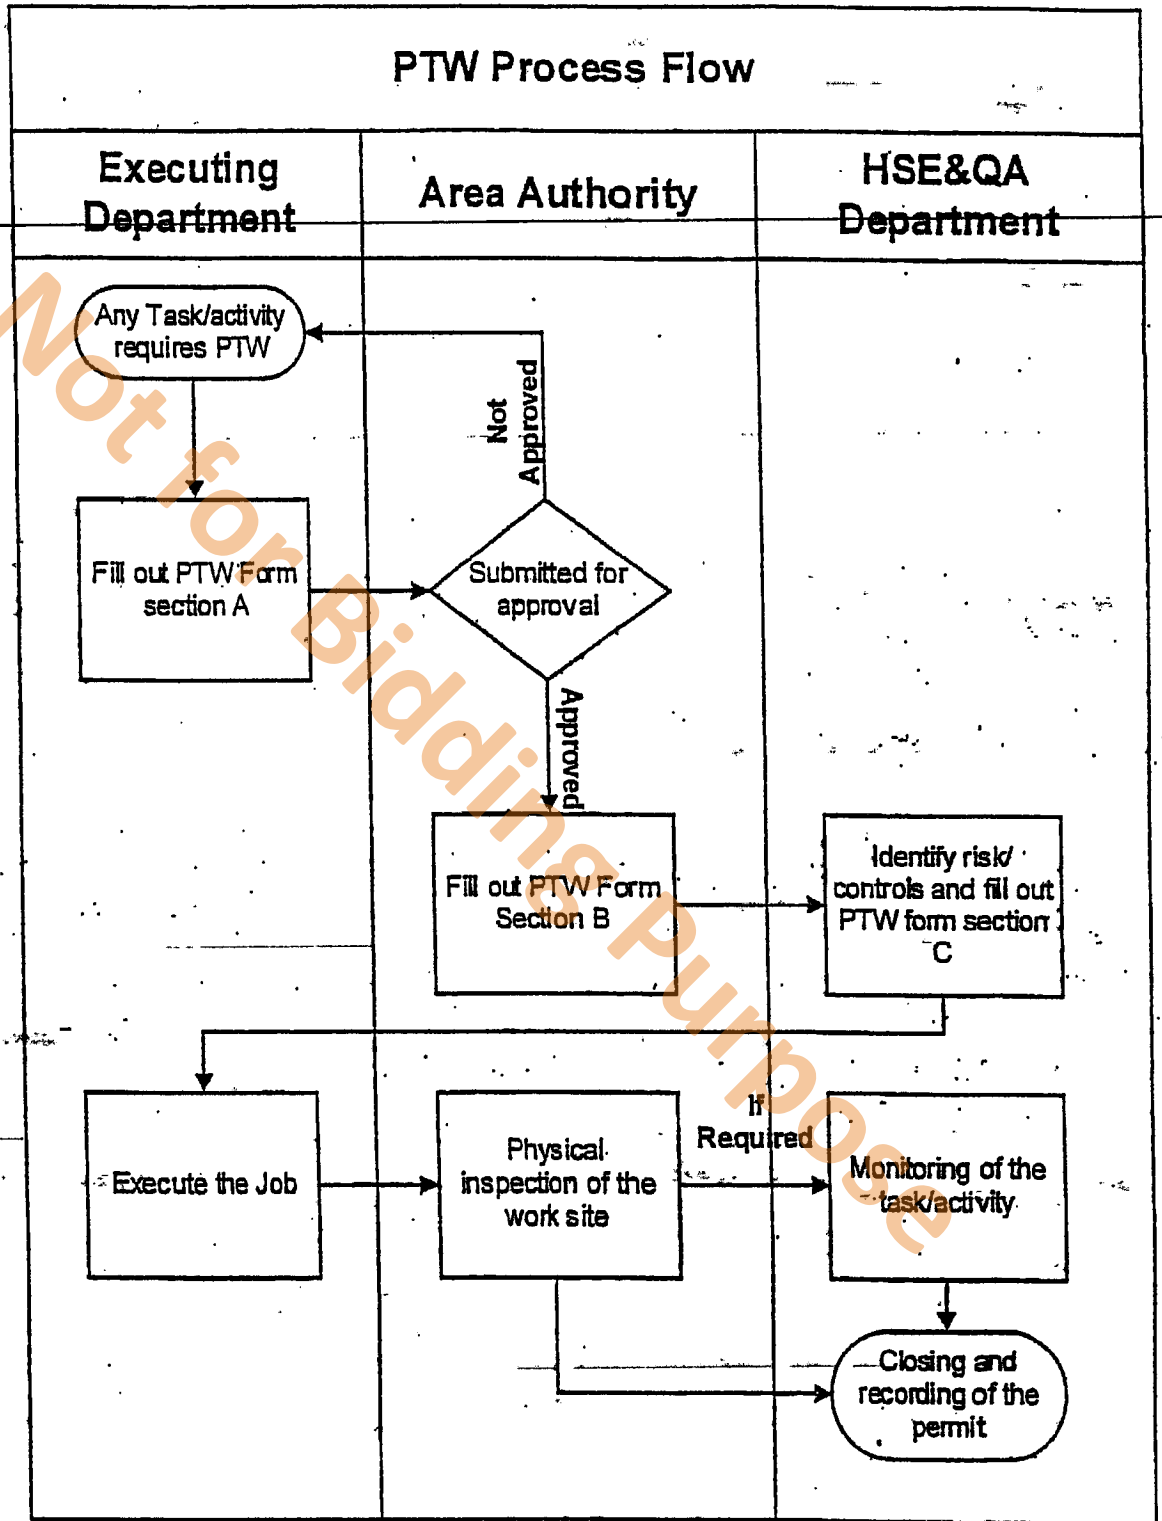 PTW Process Flow
Executing
Department
Area Authority
HSE&QA
Department
Any Task/activity
requires PTW
Not
Approved
Fill out PTW Form
section A
Submitted for
approval
Approved
Fill out PTW Form
Section B
Identify risk/
controls and fill out
PTW form section
C
Execute the Job
Physical
inspection of the
work site
If
Required
Monitoring of the
task/activity
Closing and
recording of the
permit
Not for Bidding Purpose